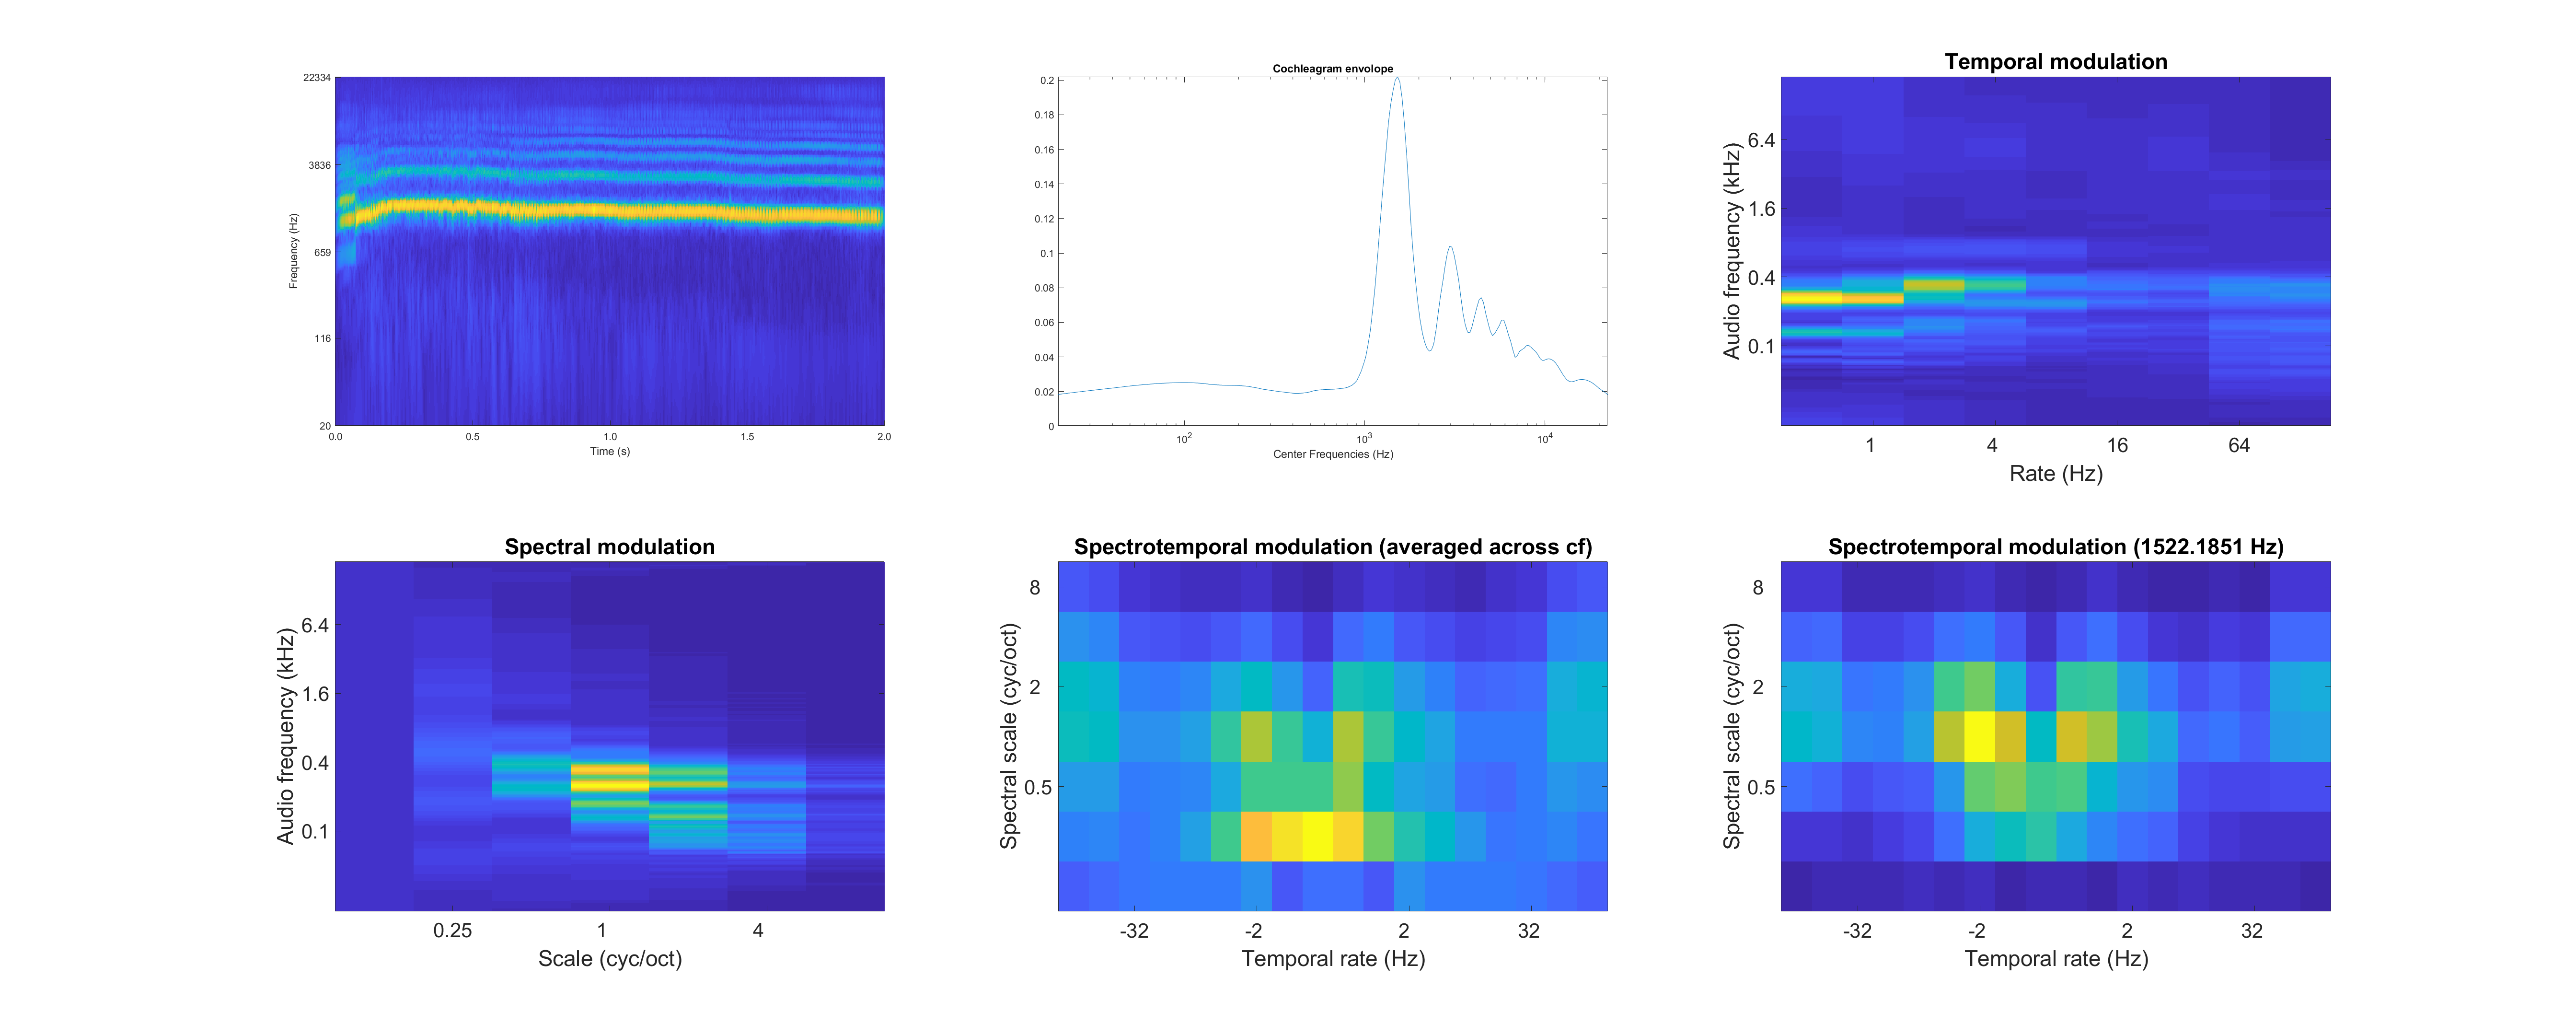 Cochleagram envolope
Temporal modulation
22334
3836
659
116
20
Frequency (Hz)
0.0 0.5 1.0 1.5 2.0
Time (s)
0.2
0.18
0.16
0.14
0.12
0.1
0.08
0.06
0.04
0.02
0
10^2 10^3 10^4
Center Frequencies (Hz)
6.4
1.6
0.4
0.1
Audio frequency (kHz)
1 4 16 64
Rate (Hz)
Spectral modulation
6.4
1.6
0.4
0.1
Audio frequency (kHz)
0.25 1 4
Scale (cyc/oct)
Spectrotemporal modulation (averaged across cf)
8
2
0.5
Spectral scale (cyc/oct)
-32 -2 2 32
Temporal rate (Hz)
Spectrotemporal modulation (1522.1851 Hz)
8
2
0.5
Spectral scale (cyc/oct)
-32 -2 2 32
Temporal rate (Hz)